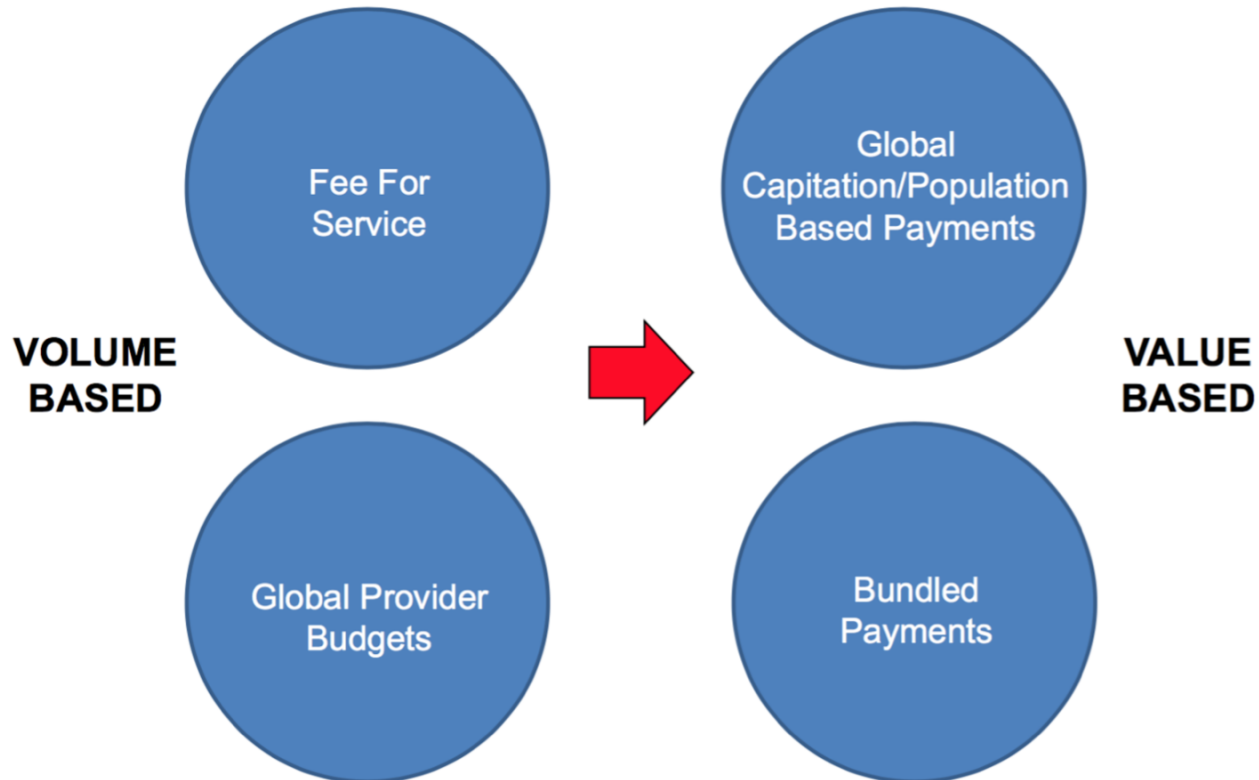 Fee For
Service
Global
Capitation/Population
Based Payments
VOLUME
BASED
VALUE
BASED
Global Provider
Budgets
Bundled
Payments